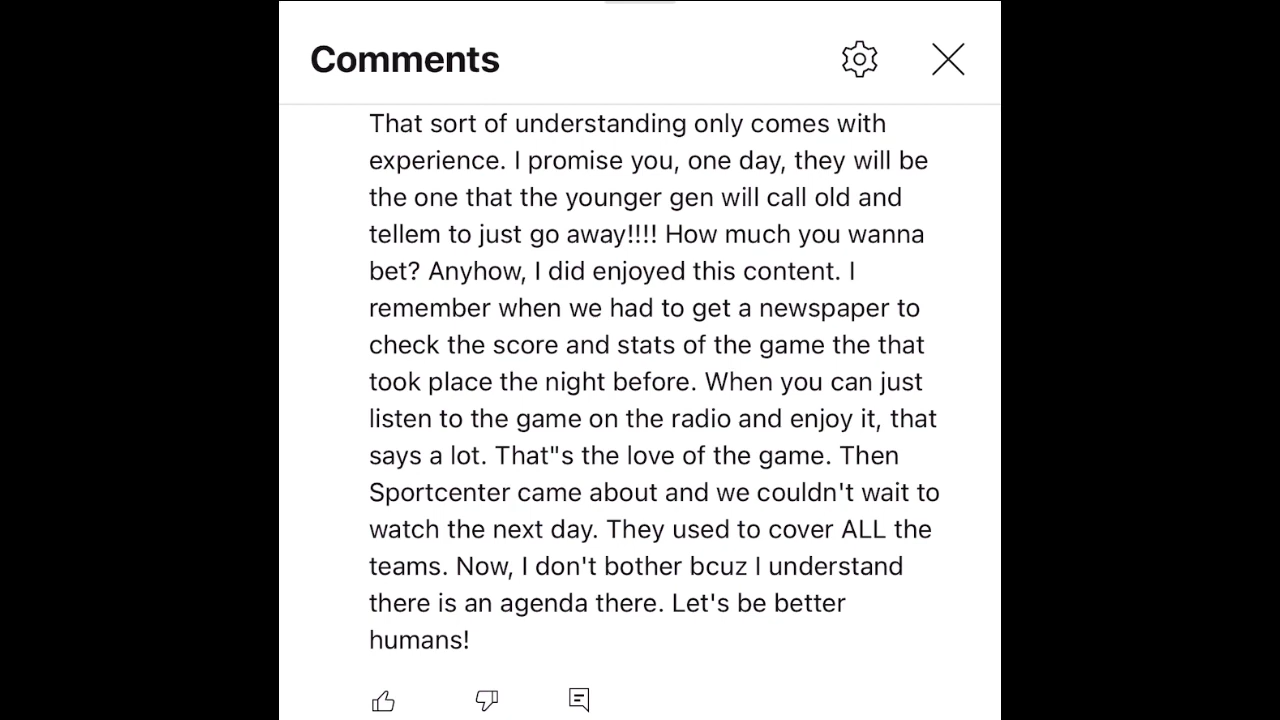 Comments
That sort of understanding only comes with
experience. I promise you, one day, they will be
the one that the younger gen will call old and
tellem to just go away!!!! How much you wanna
bet? Anyhow, I did enjoyed this content. I
remember when we had to get a newspaper to
check the score and stats of the game the that
took place the night before. When you can just
listen to the game on the radio and enjoy it, that
says a lot. That"s the love of the game. Then
Sportcenter came about and we couldn't wait to
watch the next day. They used to cover ALL the
teams. Now, I don't bother bcuz I understand
there is an agenda there. Let's be better
humans!